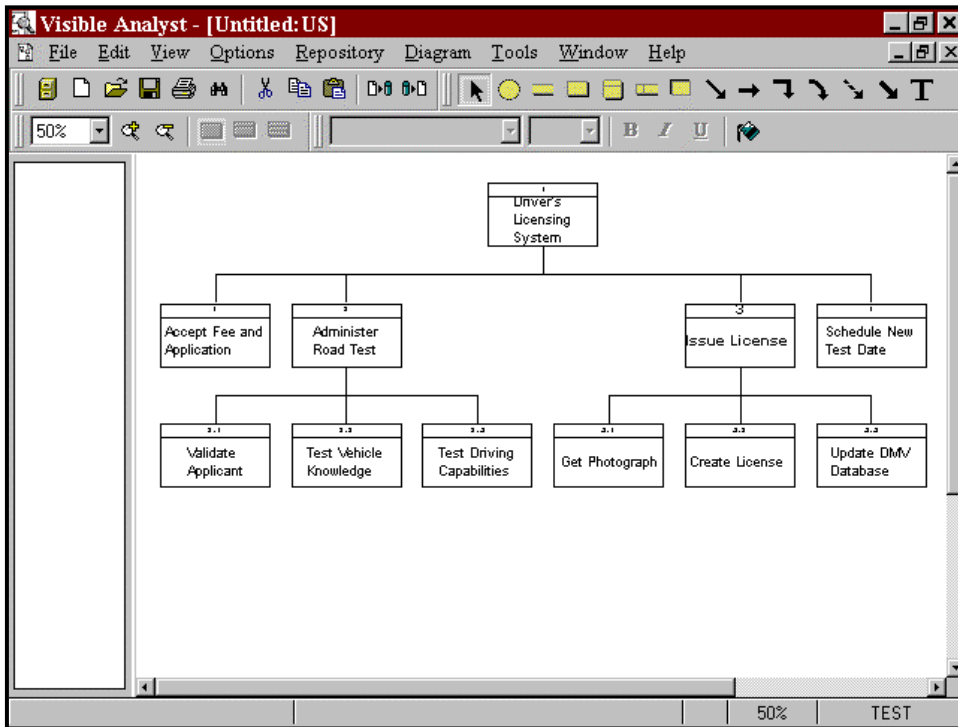 Visible Analyst - [Untitled:US]
File Edit View Options Repository Diagram Tools Window Help
T
50% B I U
Driver's
Licensing
System
3
Accept Fee and
Application
Administer
Road Test
Issue License
Schedule New
Test Date
Validate
Applicant
Test Vehicle
Knowledge
Test Driving
Capabilities
Get Photograph
Create License
Update DMV
Database
50% TEST